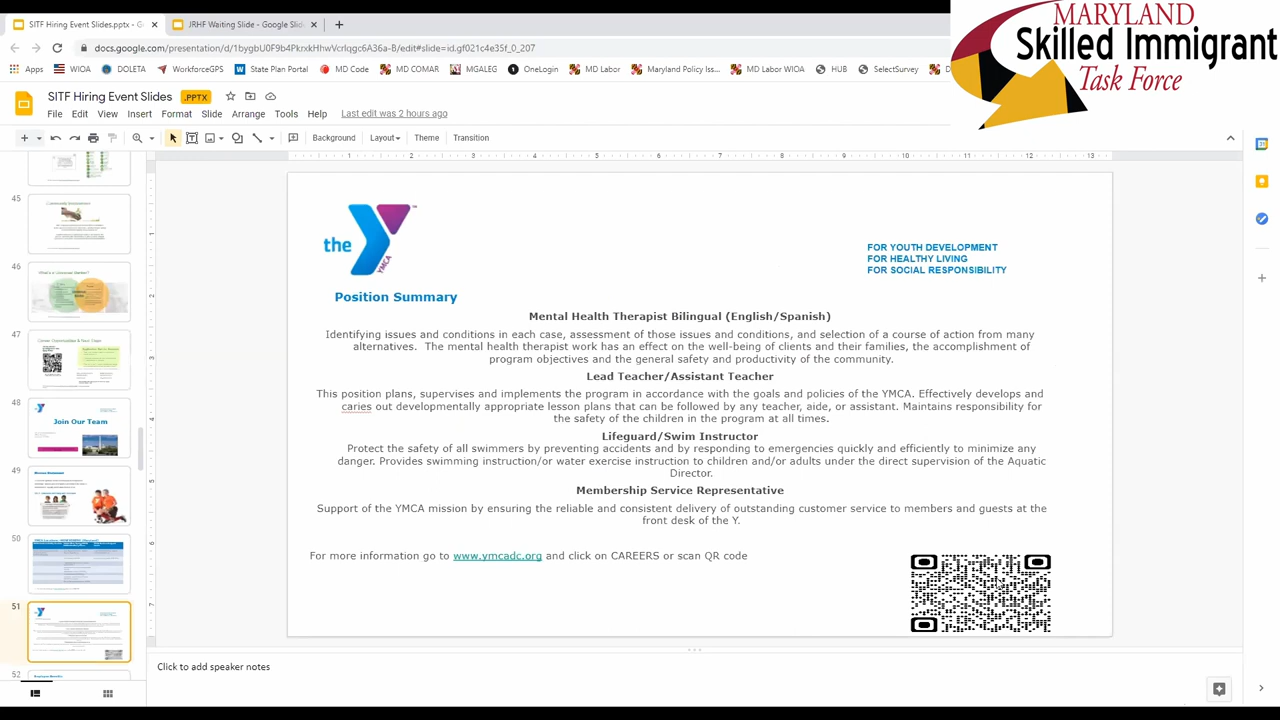 SITF Hiring Event Slides.pptx - G
JRHF Waiting Slide - Google Slid
MARYLAND
Skilled Immigrant
Task Force
docs.google.com/presentation/d/1bygbU0F9b4PkrxkHhwVcrlqgc6A36a-B/edit#slide=id.gf021c4e35f_0_207
Apps WIOA DOLETA WorkforceGPS State Plan Portal MD Code MD COMAR MGALEG OneLogin MD Labor Maryland Policy Iss... MD Labor WIOA HUB SelectSurvey
SITF Hiring Event Slides .PPTX
File Edit View Insert Format Slide Arrange Tools Help Last edit was 2 hours ago
Background Layout Theme Transition
1 2 3 4 5 6 7 8 9 10 11 12 13
45
46
47
48
Join Our Team
49
50
51
52
the
YMCA
FOR YOUTH DEVELOPMENT
FOR HEALTHY LIVING
FOR SOCIAL RESPONSIBILITY
Position Summary
Mental Health Therapist Bilingual (English/Spanish)
Identifying issues and conditions in each case, assessment of those issues and conditions, and selection of a course of action from many
alternatives. The mental health therapist work has an effect on the well-being of clients and their families, the accomplishment of
program objectives and the general safety and productivity of the community.
Lead Teacher/Assistant Teacher
This position plans, supervises and implements the program in accordance with the goals and policies of the YMCA. Effectively develops and
caries out developmentally appropriate lesson plans that can be followed by any teacher, aide, or assistant. Maintains responsibility for
the safety of the children in the program at all times.
Lifeguard/Swim Instructor
Protect the safety of all swimmers/ preventing accidents and by responding to emergencies quickly and efficiently to minimize any
danger. Provides swimming instruction/or water exercise instruction to children and/or adults under the direct supervision of the Aquatic
Director.
Membership Service Representative
Support of the YMCA mission by ensuring the reliable and consistent delivery of outstanding customer service to members and guests at the
front desk of the Y.
For more information go to www.ymcadc.org and click on CAREERS or scan QR code
Click to add speaker notes